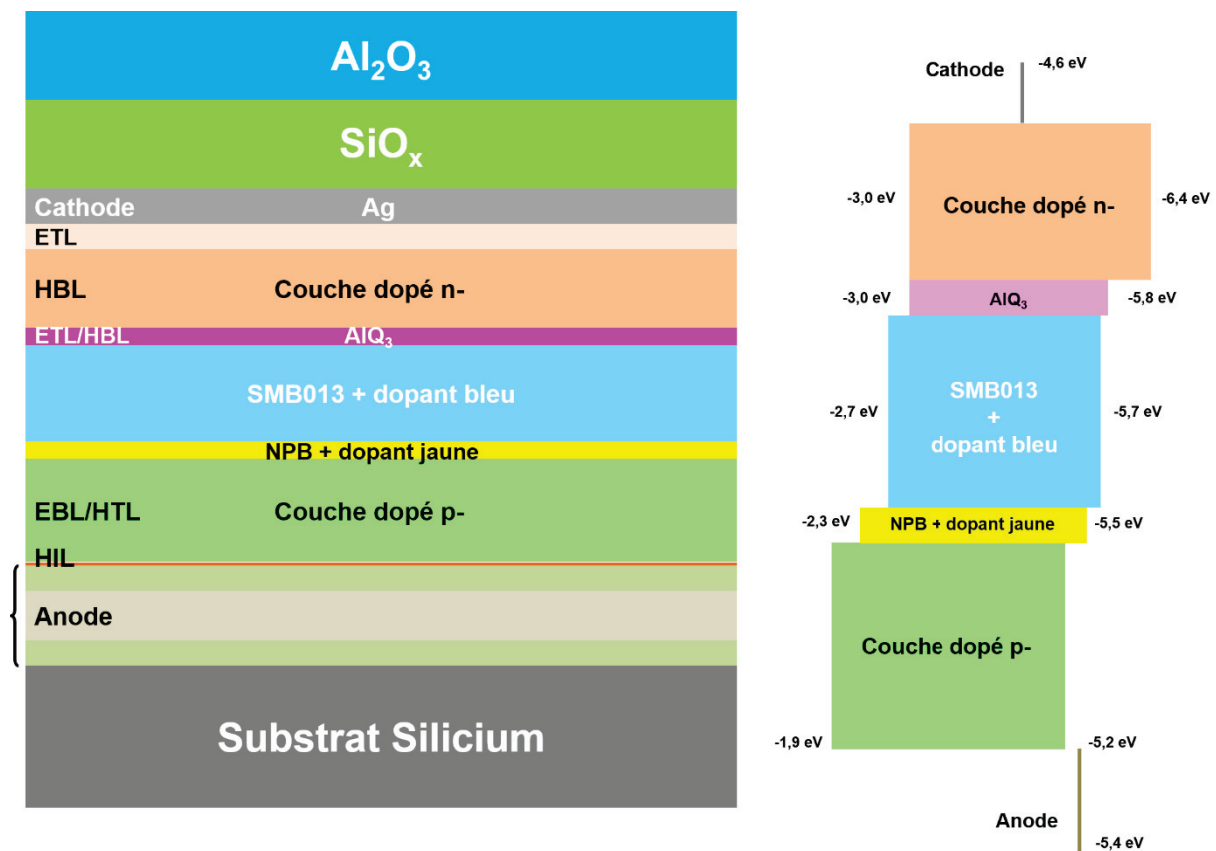 Al₂O₃
SiOₓ
Cathode Ag
ETL
HBL Couche dopé n-
ETL/HBL AlQ₃
SMB013 + dopant bleu
NPB + dopant jaune
EBL/HTL Couche dopé p-
HIL
Anode
Substrat Silicium
Cathode -4,6 eV
-3,0 eV Couche dopé n- -6,4 eV
-3,0 eV AlQ₃ -5,8 eV
SMB013
-2,7 eV + -5,7 eV
dopant bleu
-2,3 eV NPB + dopant jaune -5,5 eV
Couche dopé p-
-1,9 eV -5,2 eV
Anode
-5,4 eV